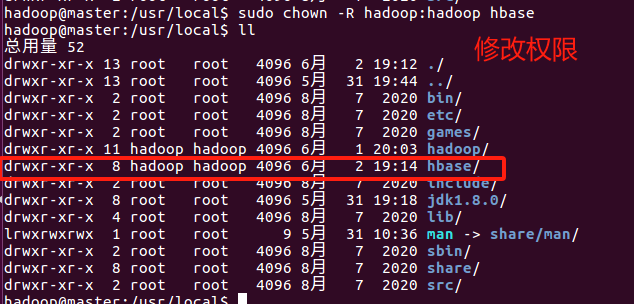 hadoop@master:/usr/local$ sudo chown -R hadoop:hadoop hbase
hadoop@master:/usr/local$ ll
总用量 52
修改权限
drwxr-xr-x 13 root root 4096 6月 2 19:12 ./
drwxr-xr-x 13 root root 4096 5月 31 19:44 ../
drwxr-xr-x 2 root root 4096 8月 7 2020 bin/
drwxr-xr-x 2 root root 4096 8月 7 2020 etc/
drwxr-xr-x 2 root root 4096 8月 7 2020 games/
drwxr-xr-x 11 hadoop hadoop 4096 6月 1 20:03 hadoop/
drwxr-xr-x 8 hadoop hadoop 4096 6月 2 19:14 hbase/
drwxr-xr-x 2 root root 4096 8月 7 2020 include/
drwxr-xr-x 8 root root 4096 5月 31 19:18 jdk1.8.0/
drwxr-xr-x 4 root root 4096 8月 7 2020 lib/
lrwxrwxrwx 1 root root 9 5月 31 10:36 man -> share/man/
drwxr-xr-x 2 root root 4096 8月 7 2020 sbin/
drwxr-xr-x 8 root root 4096 8月 7 2020 share/
drwxr-xr-x 2 root root 4096 8月 7 2020 src/
hadoop@master:/usr/local$